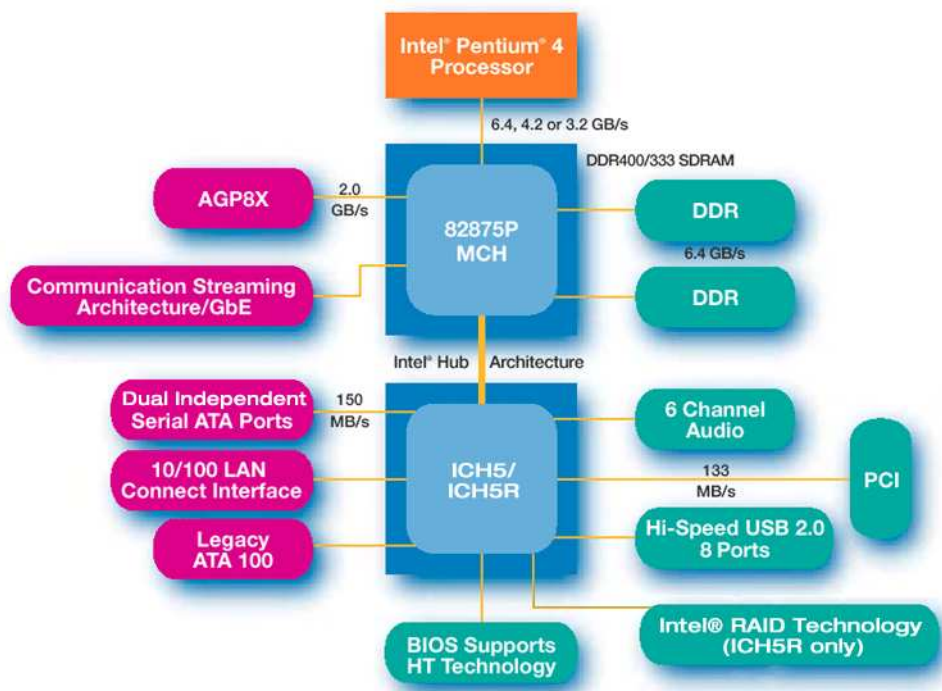 Intel® Pentium® 4
Processor
6.4, 4.2 or 3.2 GB/s
DDR400/333 SDRAM
AGP8X
2.0
GB/s
82875P
MCH
DDR
6.4 GB/s
DDR
Communication Streaming
Architecture/GbE
Intel® Hub Architecture
Dual Independent
Serial ATA Ports
150
MB/s
6 Channel
Audio
10/100 LAN
Connect Interface
ICH5/
ICH5R
133
MB/s
PCI
Legacy
ATA 100
Hi-Speed USB 2.0
8 Ports
BIOS Supports
HT Technology
Intel® RAID Technology
(ICH5R only)